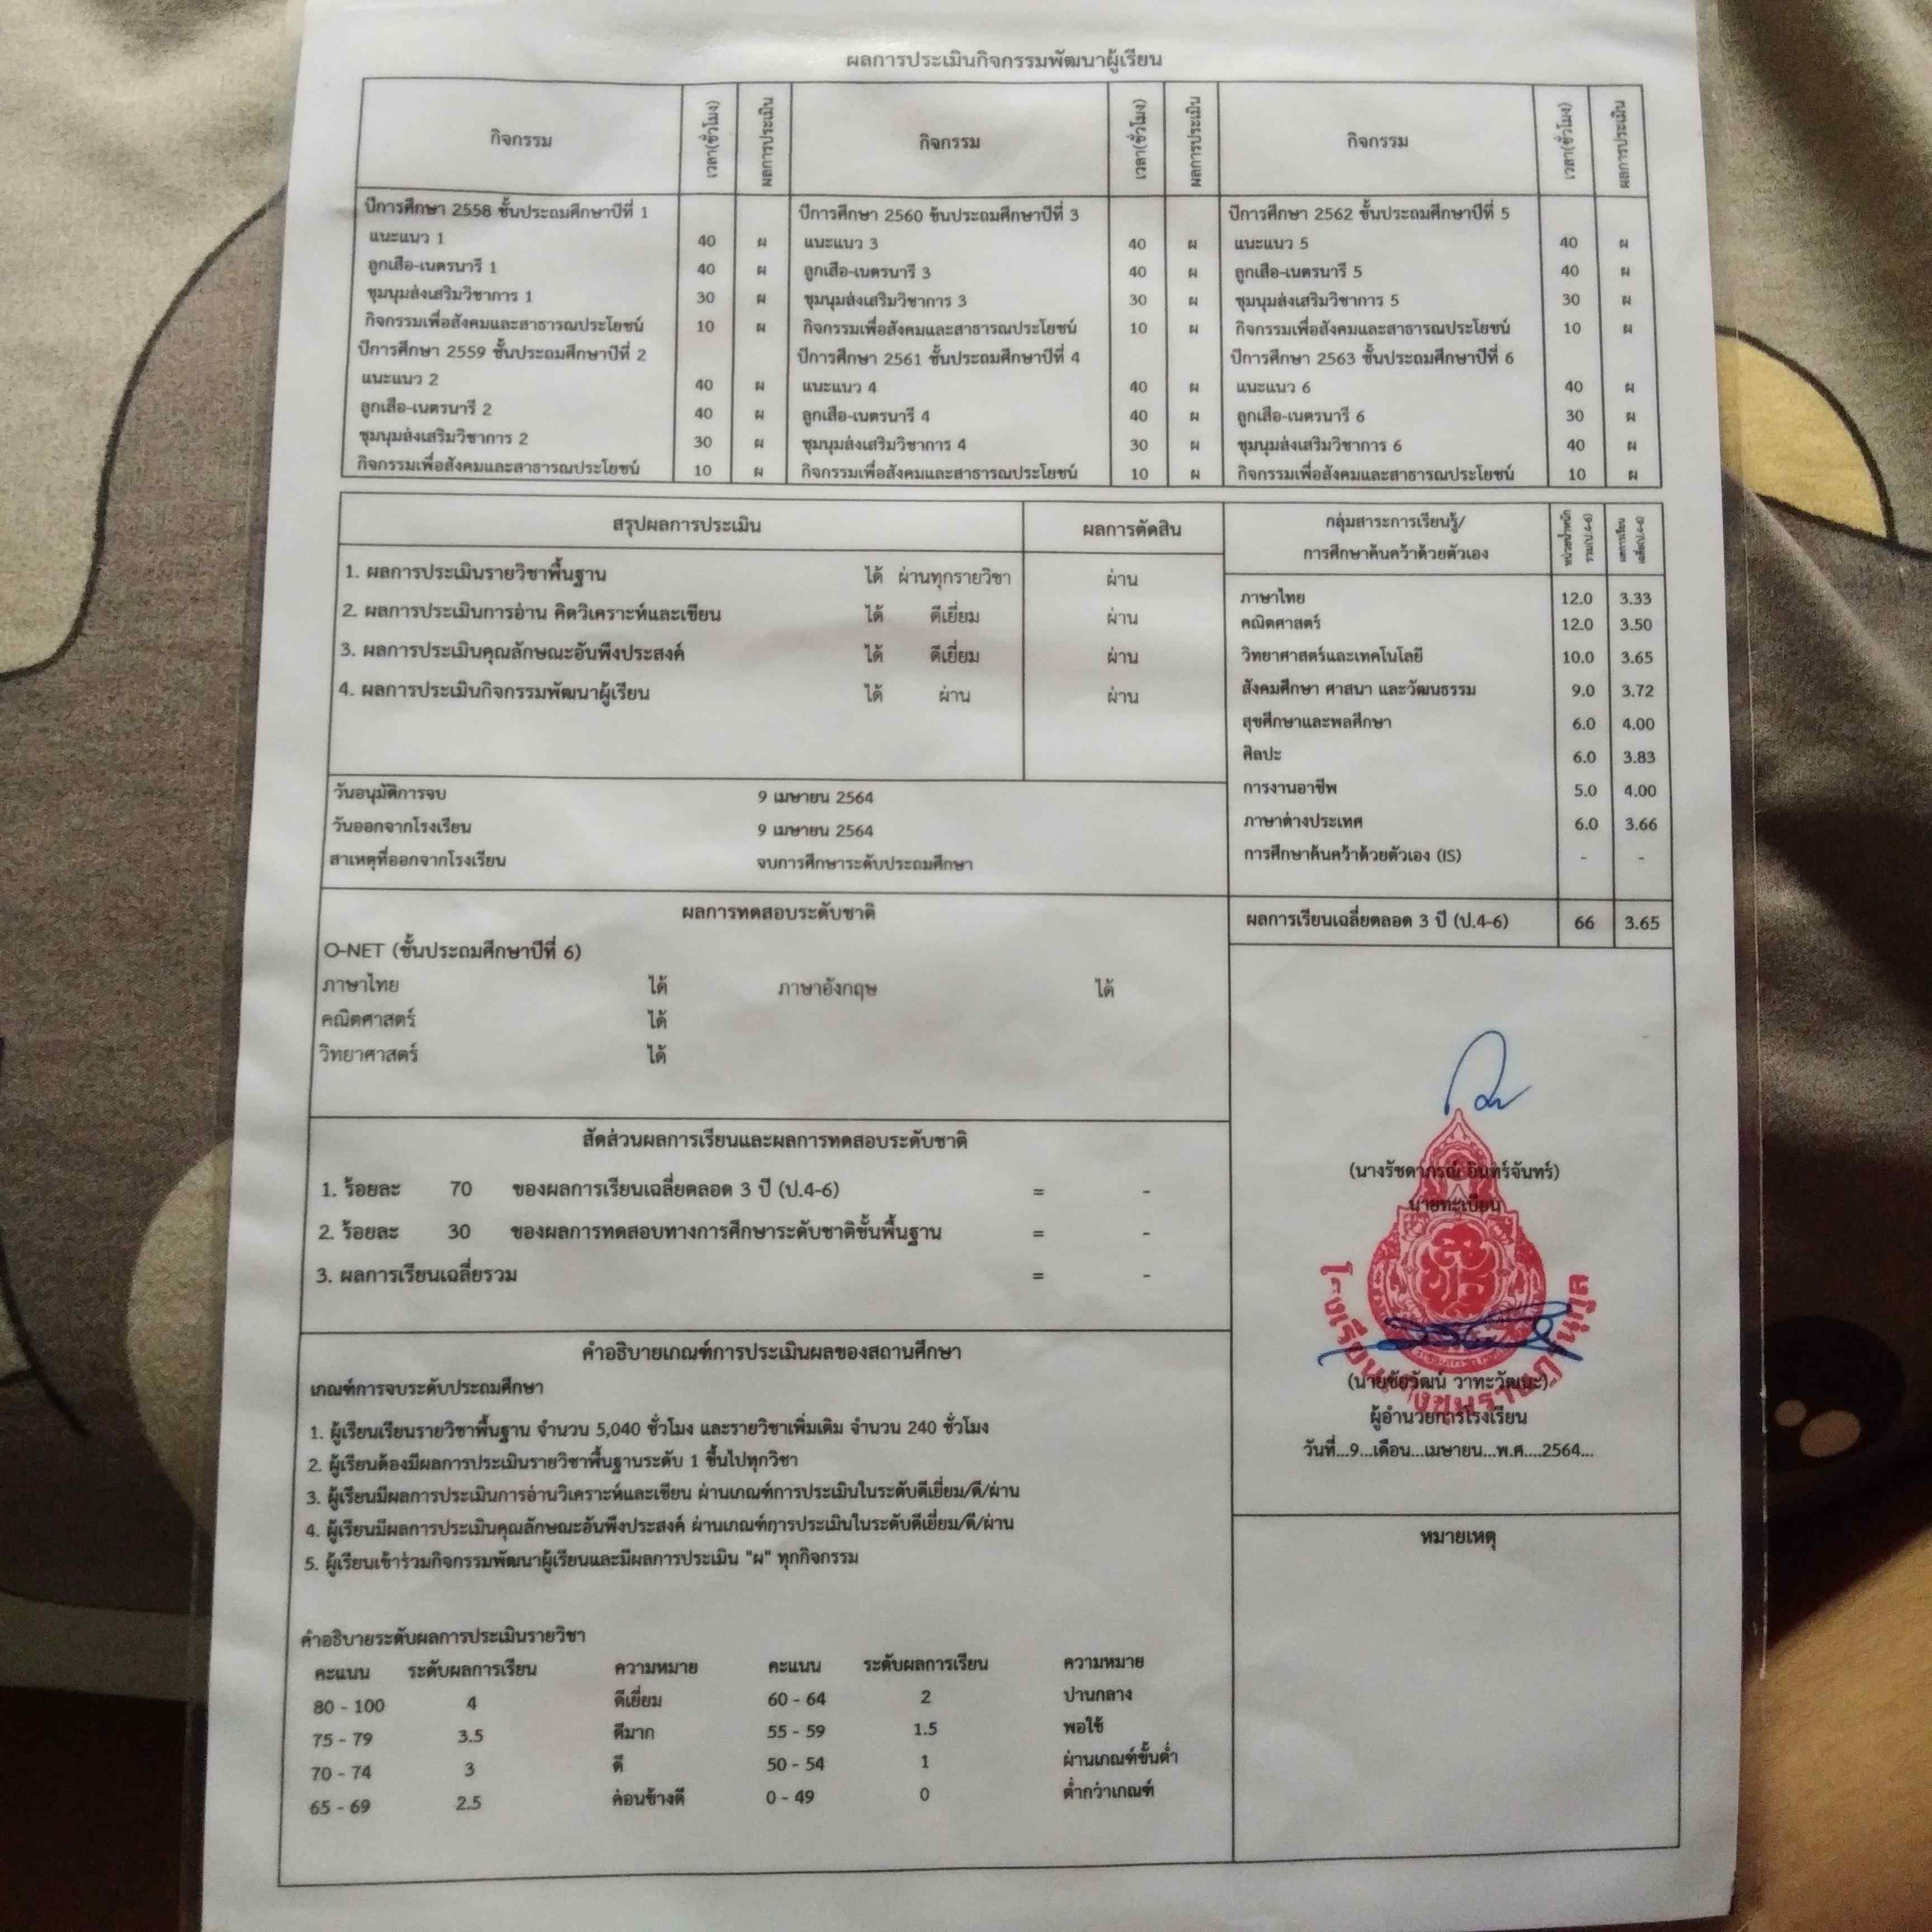 ผลการประเมินกิจกรรมพัฒนาผู้เรียน
กิจกรรม เวลา(ชั่วโมง) ผลการประเมิน กิจกรรม เวลา(ชั่วโมง) ผลการประเมิน กิจกรรม เวลา(ชั่วโมง) ผลการประเมิน
ปีการศึกษา 2558 ชั้นประถมศึกษาปีที่ 1 ปีการศึกษา 2560 ชั้นประถมศึกษาปีที่ 3 ปีการศึกษา 2562 ชั้นประถมศึกษาปีที่ 5
แนะแนว 1 40 ผ แนะแนว 3 40 ผ แนะแนว 5 40 ผ
ลูกเสือ-เนตรนารี 1 40 ผ ลูกเสือ-เนตรนารี 3 40 ผ ลูกเสือ-เนตรนารี 5 40 ผ
ชุมนุมส่งเสริมวิชาการ 1 30 ผ ชุมนุมส่งเสริมวิชาการ 3 30 ผ ชุมนุมส่งเสริมวิชาการ 5 30 ผ
กิจกรรมเพื่อสังคมและสาธารณประโยชน์ 10 ผ กิจกรรมเพื่อสังคมและสาธารณประโยชน์ 10 ผ กิจกรรมเพื่อสังคมและสาธารณประโยชน์ 10 ผ
ปีการศึกษา 2559 ชั้นประถมศึกษาปีที่ 2 ปีการศึกษา 2561 ชั้นประถมศึกษาปีที่ 4 ปีการศึกษา 2563 ชั้นประถมศึกษาปีที่ 6
แนะแนว 2 40 ผ แนะแนว 4 40 ผ แนะแนว 6 40 ผ
ลูกเสือ-เนตรนารี 2 40 ผ ลูกเสือ-เนตรนารี 4 40 ผ ลูกเสือ-เนตรนารี 6 30 ผ
ชุมนุมส่งเสริมวิชาการ 2 30 ผ ชุมนุมส่งเสริมวิชาการ 4 30 ผ ชุมนุมส่งเสริมวิชาการ 6 40 ผ
กิจกรรมเพื่อสังคมและสาธารณประโยชน์ 10 ผ กิจกรรมเพื่อสังคมและสาธารณประโยชน์ 10 ผ กิจกรรมเพื่อสังคมและสาธารณประโยชน์ 10 ผ
สรุปผลการประเมิน ผลการตัดสิน
1. ผลการประเมินรายวิชาพื้นฐาน ได้ ผ่านทุกรายวิชา ผ่าน
2. ผลการประเมินการอ่าน คิดวิเคราะห์และเขียน ได้ ดีเยี่ยม ผ่าน
3. ผลการประเมินคุณลักษณะอันพึงประสงค์ ได้ ดีเยี่ยม ผ่าน
4. ผลการประเมินกิจกรรมพัฒนาผู้เรียน ได้ ผ่าน ผ่าน
วันอนุมัติการจบ 9 เมษายน 2564
วันออกจากโรงเรียน 9 เมษายน 2564
สาเหตุที่ออกจากโรงเรียน จบการศึกษาระดับประถมศึกษา
ผลการทดสอบระดับชาติ
O-NET (ชั้นประถมศึกษาปีที่ 6)
ภาษาไทย ได้ ภาษาอังกฤษ ได้
คณิตศาสตร์ ได้
วิทยาศาสตร์ ได้
สัดส่วนผลการเรียนและผลการทดสอบระดับชาติ
1. ร้อยละ 70 ของผลการเรียนเฉลี่ยตลอด 3 ปี (ป.4-6) = -
2. ร้อยละ 30 ของผลการทดสอบทางการศึกษาระดับชาติขั้นพื้นฐาน = -
3. ผลการเรียนเฉลี่ยรวม = -
คำอธิบายเกณฑ์การประเมินผลของสถานศึกษา
เกณฑ์การจบระดับประถมศึกษา
1. ผู้เรียนเรียนรายวิชาพื้นฐาน จำนวน 5,040 ชั่วโมง และรายวิชาเพิ่มเติม จำนวน 240 ชั่วโมง
2. ผู้เรียนต้องมีผลการประเมินรายวิชาพื้นฐานระดับ 1 ขึ้นไปทุกวิชา
3. ผู้เรียนมีผลการประเมินการอ่านวิเคราะห์และเขียน ผ่านเกณฑ์การประเมินในระดับดีเยี่ยม/ดี/ผ่าน
4. ผู้เรียนมีผลการประเมินคุณลักษณะอันพึงประสงค์ ผ่านเกณฑ์การประเมินในระดับดีเยี่ยม/ดี/ผ่าน
5. ผู้เรียนเข้าร่วมกิจกรรมพัฒนาผู้เรียนและมีผลการประเมิน "ผ" ทุกกิจกรรม
คำอธิบายระดับผลการประเมินรายวิชา
คะแนน ระดับผลการเรียน ความหมาย คะแนน ระดับผลการเรียน ความหมาย
80 - 100 4 ดีเยี่ยม 60 - 64 2 ปานกลาง
75 - 79 3.5 ดีมาก 55 - 59 1.5 พอใช้
70 - 74 3 ดี 50 - 54 1 ผ่านเกณฑ์ขั้นต่ำ
65 - 69 2.5 ค่อนข้างดี 0 - 49 0 ต่ำกว่าเกณฑ์
กลุ่มสาระการเรียนรู้/
การศึกษาค้นคว้าด้วยตัวเอง
หน่วยน้ำหนัก
รวม(ป.4-6)
ผลการเรียน
เฉลี่ย(ป.4-6)
ภาษาไทย 12.0 3.33
คณิตศาสตร์ 12.0 3.50
วิทยาศาสตร์และเทคโนโลยี 10.0 3.65
สังคมศึกษา ศาสนา และวัฒนธรรม 9.0 3.72
สุขศึกษาและพลศึกษา 6.0 4.00
ศิลปะ 6.0 3.83
การงานอาชีพ 5.0 4.00
ภาษาต่างประเทศ 6.0 3.66
การศึกษาค้นคว้าด้วยตัวเอง (IS) - -
ผลการเรียนเฉลี่ยตลอด 3 ปี (ป.4-6) 66 3.65
(นางรัชดาภรณ์ อินทร์จันทร์)
นายทะเบียน
(นายชัยวัฒน์ วาทะวัฒนะ)
ผู้อำนวยการโรงเรียน
วันที่...9...เดือน...เมษายน...พ.ศ....2564...
หมายเหตุ